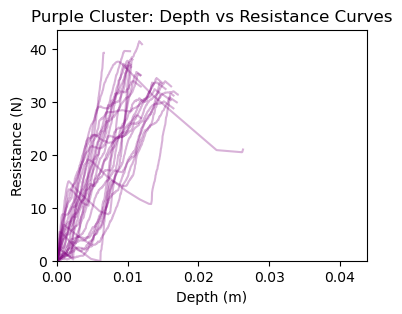 Purple Cluster: Depth vs Resistance Curves
Resistance (N)
40
30
20
10
0
0.00 0.01 0.02 0.03 0.04
Depth (m)